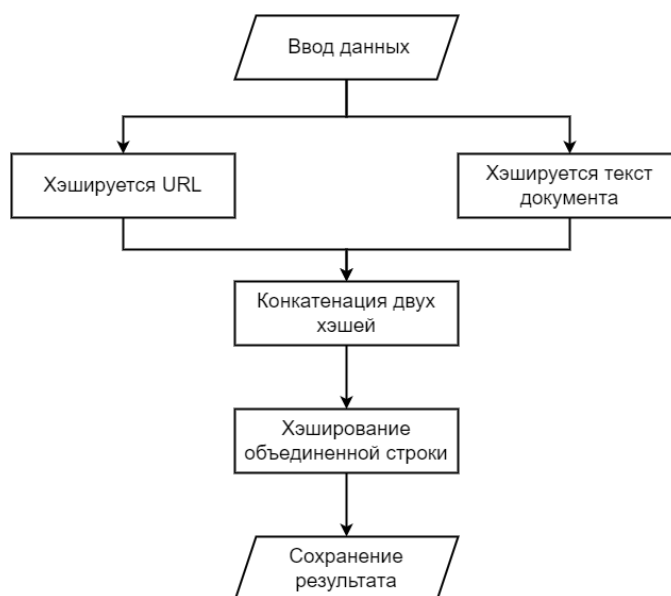 Ввод данных
Хэшируется URL
Хэшируется текст
документа
Конкатенация двух
хэшей
Хэширование
объединенной строки
Сохранение
результата